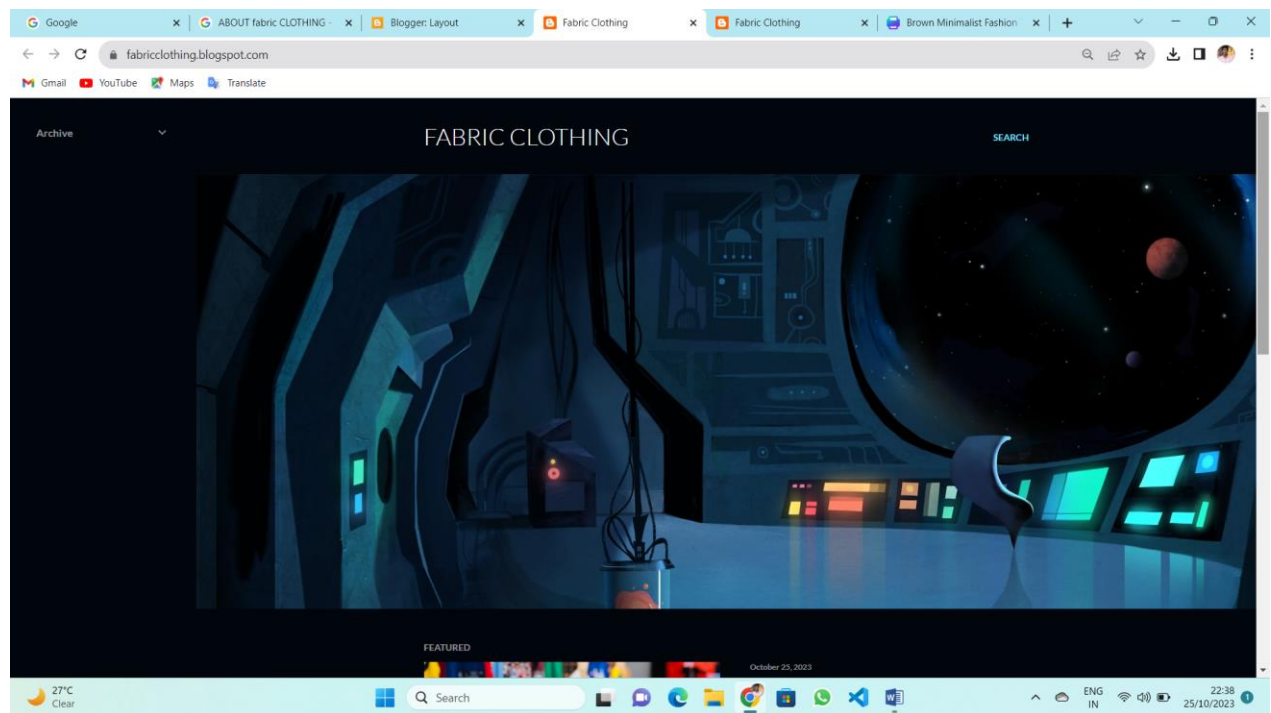 Google
ABOUT fabric CLOTHING -
Blogger: Layout
Fabric Clothing
Fabric Clothing
Brown Minimalist Fashion
fabricclothing.blogspot.com
Gmail
YouTube
Maps
Translate
Archive
FABRIC CLOTHING
SEARCH
FEATURED
October 25, 2023
27°C
Clear
Search
ENG
IN
22:38
25/10/2023
1